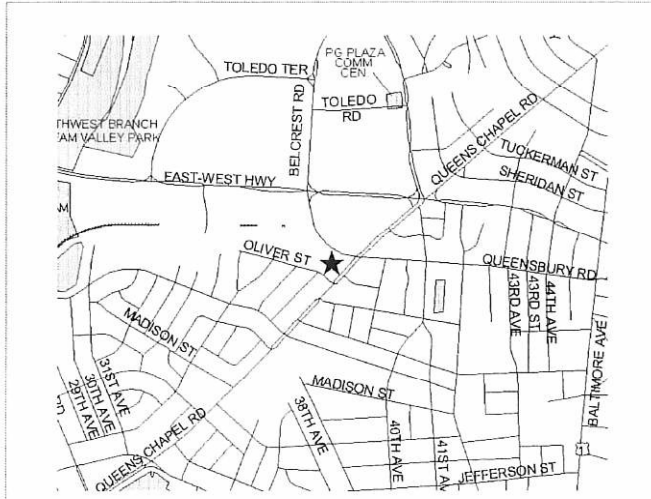 PG PLAZA
COMM
CEN
TOLEDO TER
TOLEDO
RD
BELCREST RD
QUEENS CHAPEL RD
THWEST BRANCH
EAM VALLEY PARK
TUCKERMAN ST
SHERIDAN ST
EAST-WEST HWY
AM
OLIVER ST
QUEENSBURY RD
43RD AVE
43RD ST
44TH AVE
MADISON ST
BALTIMORE AVE
31ST AVE
30TH AVE
29TH AVE
MADISON ST
38TH AVE
40TH AVE
41ST AV
QUEENS CHAPEL RD
JEFFERSON ST
1